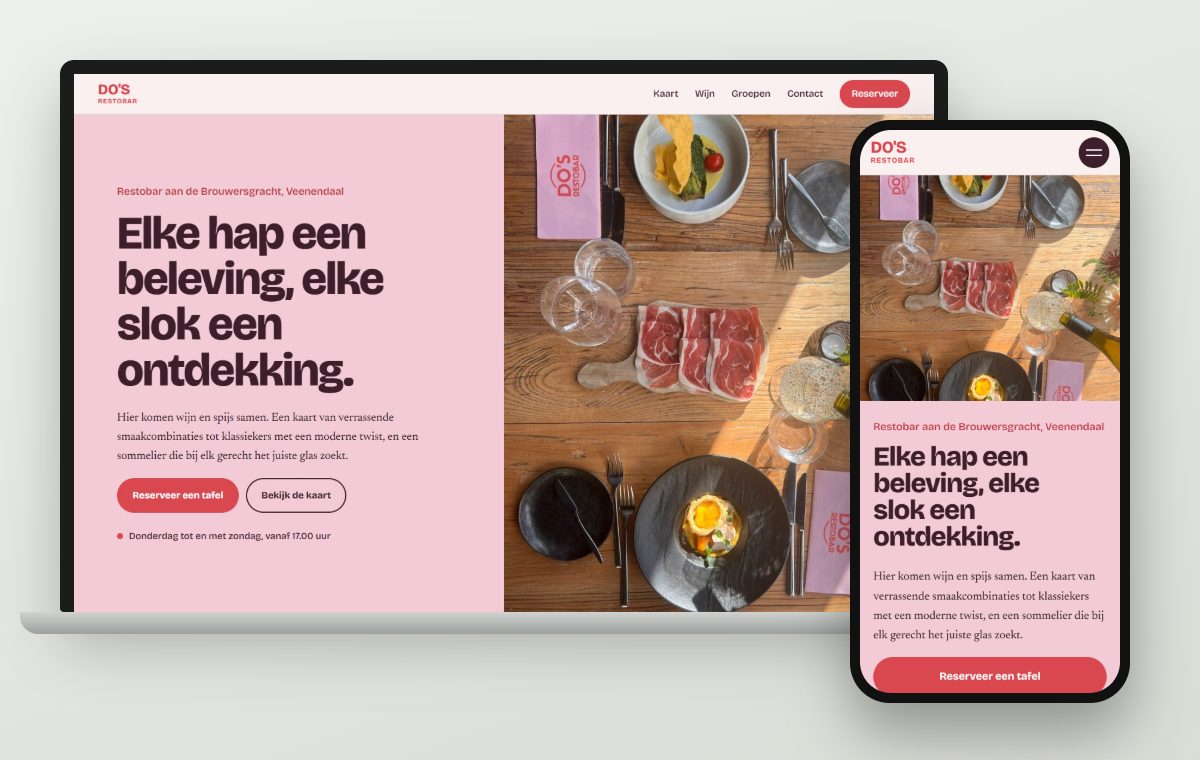 DO'S
RESTOBAR
Kaart Wijn Groepen Contact Reserveer
Restobar aan de Brouwersgracht, Veenendaal
Elke hap een
beleving, elke
slok een
ontdekking.
Hier komen wijn en spijs samen. Een kaart van verrassende
smaakcombinaties tot klassiekers met een moderne twist, en een
sommelier die bij elk gerecht het juiste glas zoekt.
Reserveer een tafel Bekijk de kaart
Donderdag tot en met zondag, vanaf 17.00 uur
DO'S
RESTOBAR
DO'S
RESTOBAR
DO'S
RESTOBAR
DO'S
RESTOBAR
DO'S
RESTOBAR
Restobar aan de Brouwersgracht, Veenendaal
Elke hap een
beleving, elke
slok een
ontdekking.
Hier komen wijn en spijs samen. Een kaart van
verrassende smaakcombinaties tot klassiekers
met een moderne twist, en een sommelier die bij
elk gerecht het juiste glas zoekt.
Reserveer een tafel